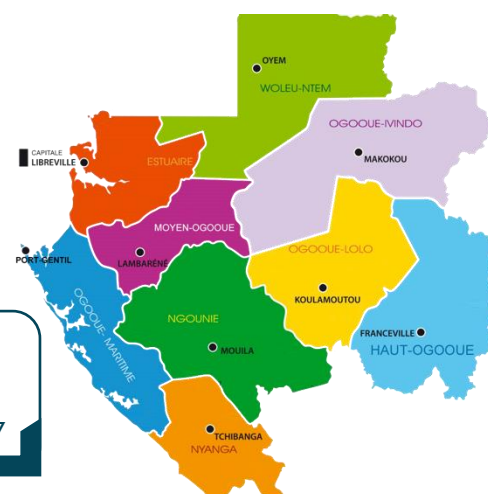 OYEM
WOLEU-NTEM
OGOOUE-IVINDO
MAKOKOU
CAPITALE
LIBREVILLE
ESTUAIRE
MOYEN-OGOOUE
LAMBARÉNÉ
PORT-GENTIL
OGOOUE- MARITIME
OGOOUE-LOLO
KOULAMOUTOU
NGOUNIE
MOUILA
FRANCEVILLE
HAUT-OGOOUE
TCHIBANGA
NYANGA